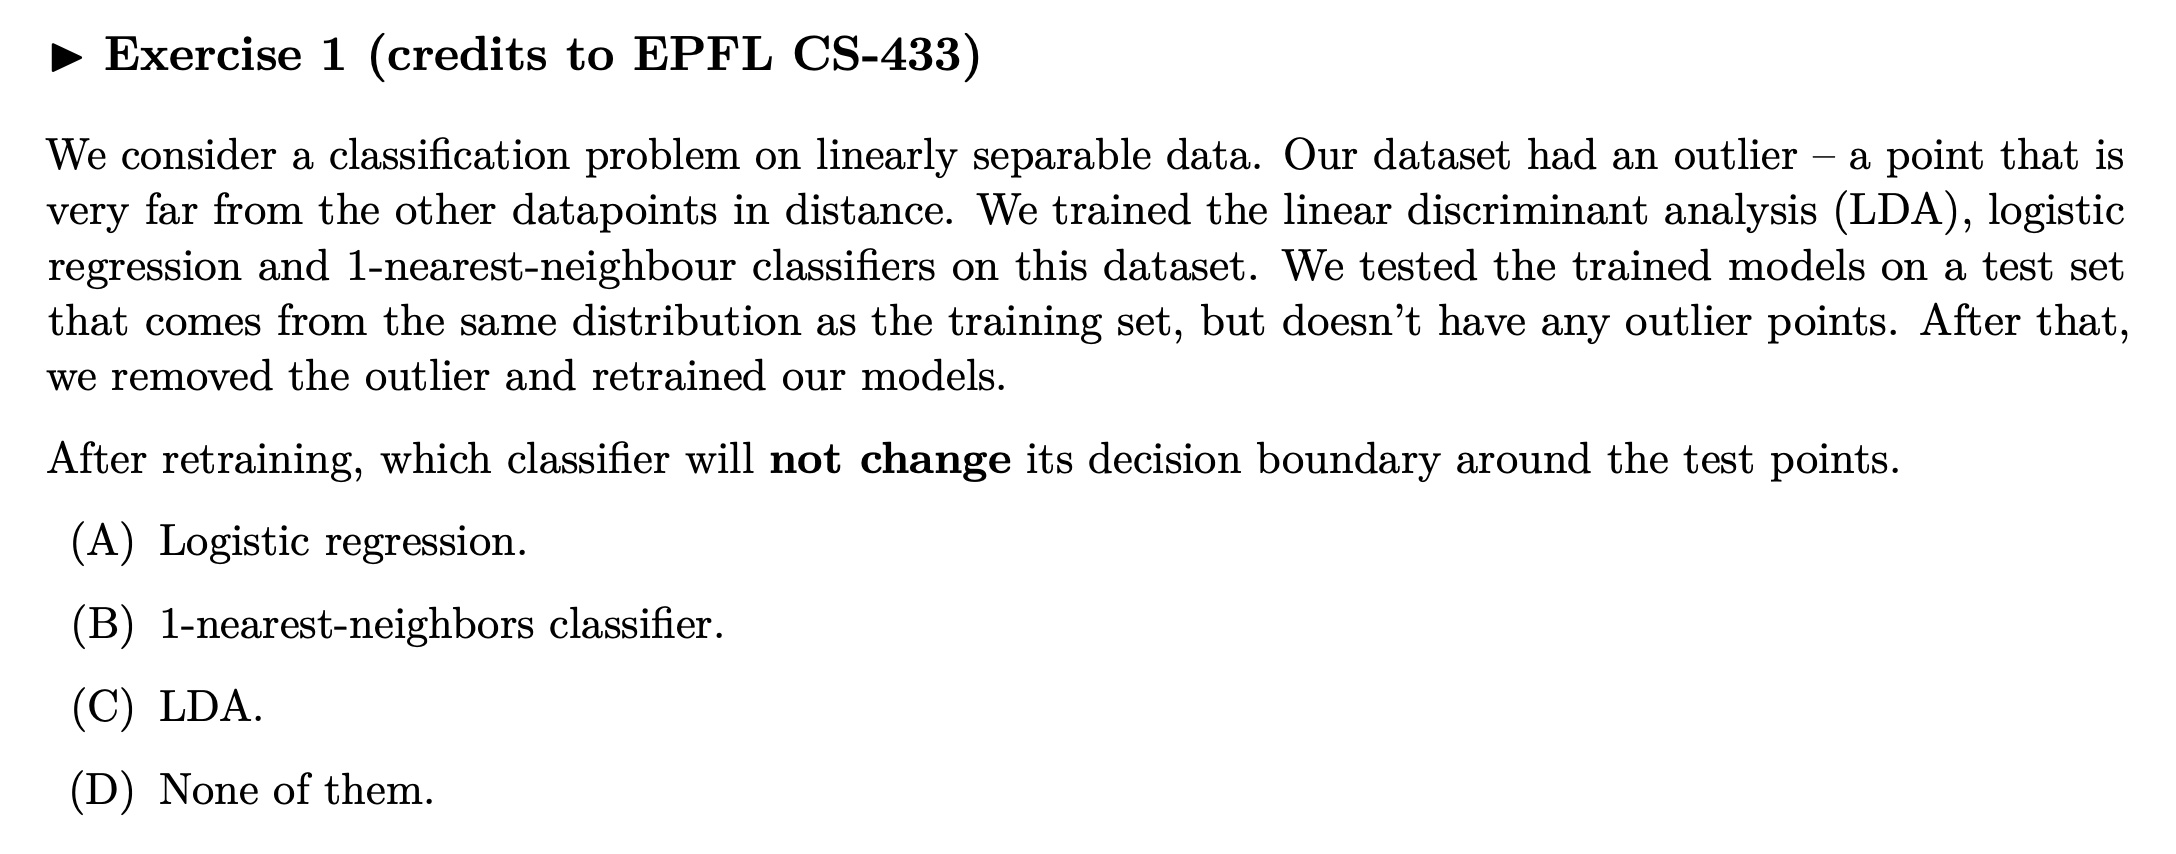 ▶ Exercise 1 (credits to EPFL CS-433)
We consider a classification problem on linearly separable data. Our dataset had an outlier – a point that is
very far from the other datapoints in distance. We trained the linear discriminant analysis (LDA), logistic
regression and 1-nearest-neighbour classifiers on this dataset. We tested the trained models on a test set
that comes from the same distribution as the training set, but doesn't have any outlier points. After that,
we removed the outlier and retrained our models.
After retraining, which classifier will not change its decision boundary around the test points.
(A) Logistic regression.
(B) 1-nearest-neighbors classifier.
(C) LDA.
(D) None of them.